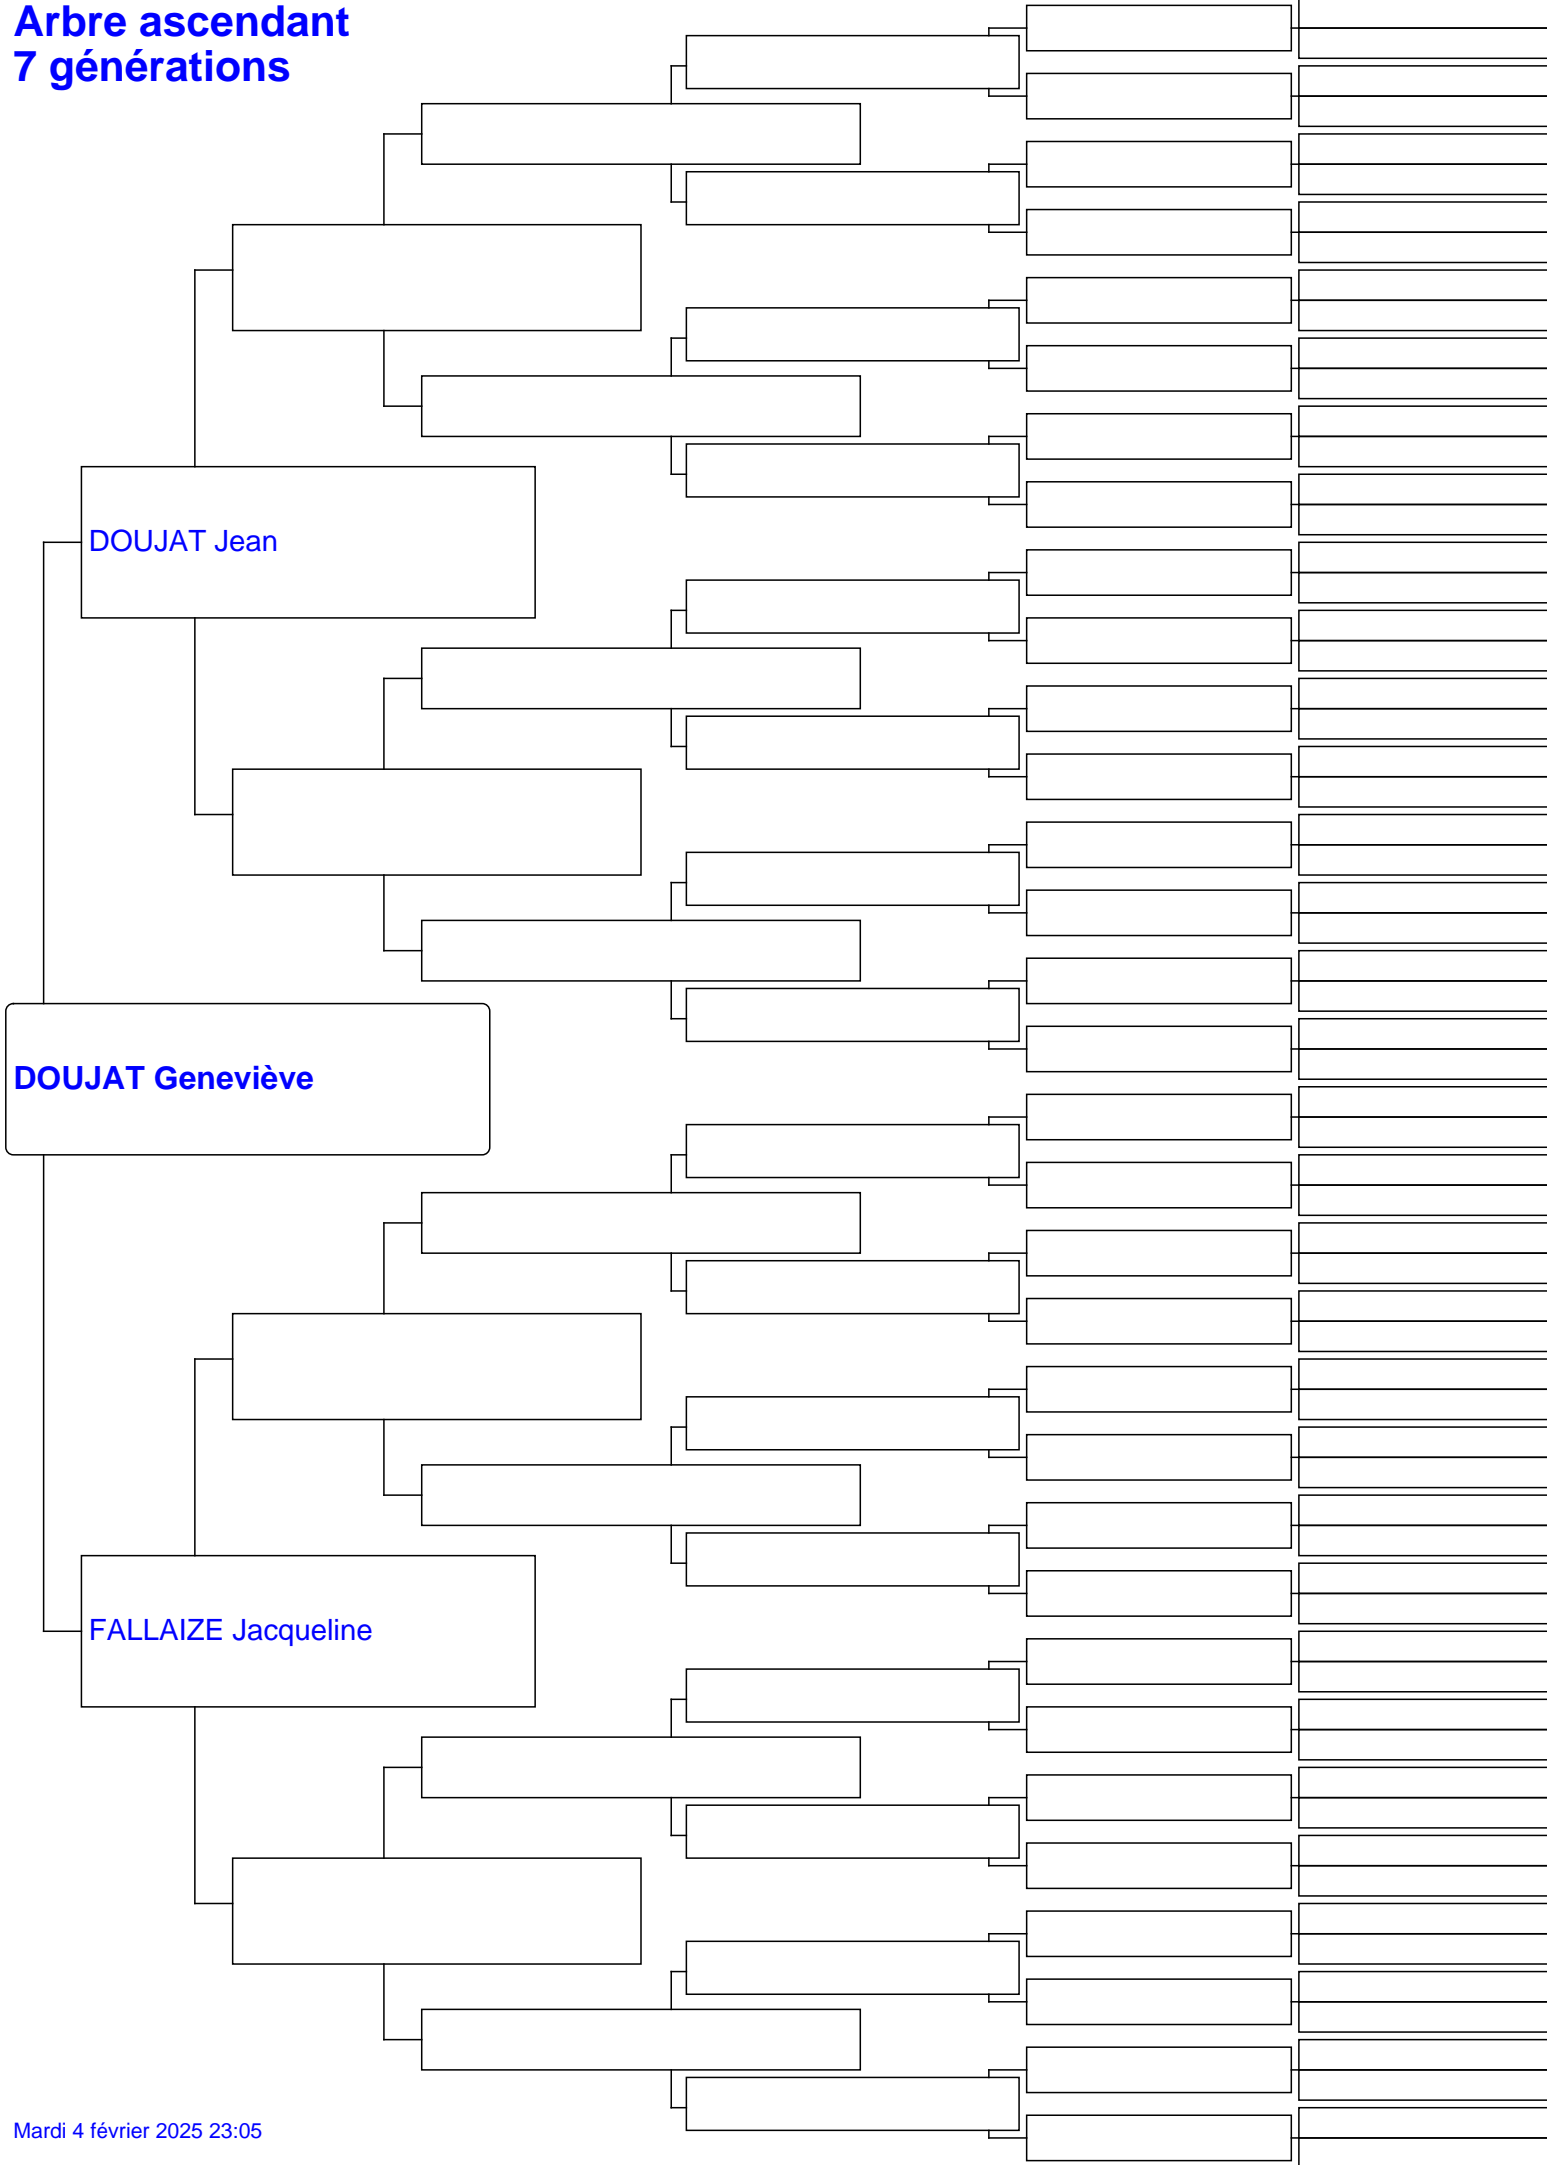 Arbre ascendant
7 générations
DOUJAT Jean
DOUJAT Geneviève
FALLAIZE Jacqueline
Mardi 4 février 2025 23:05